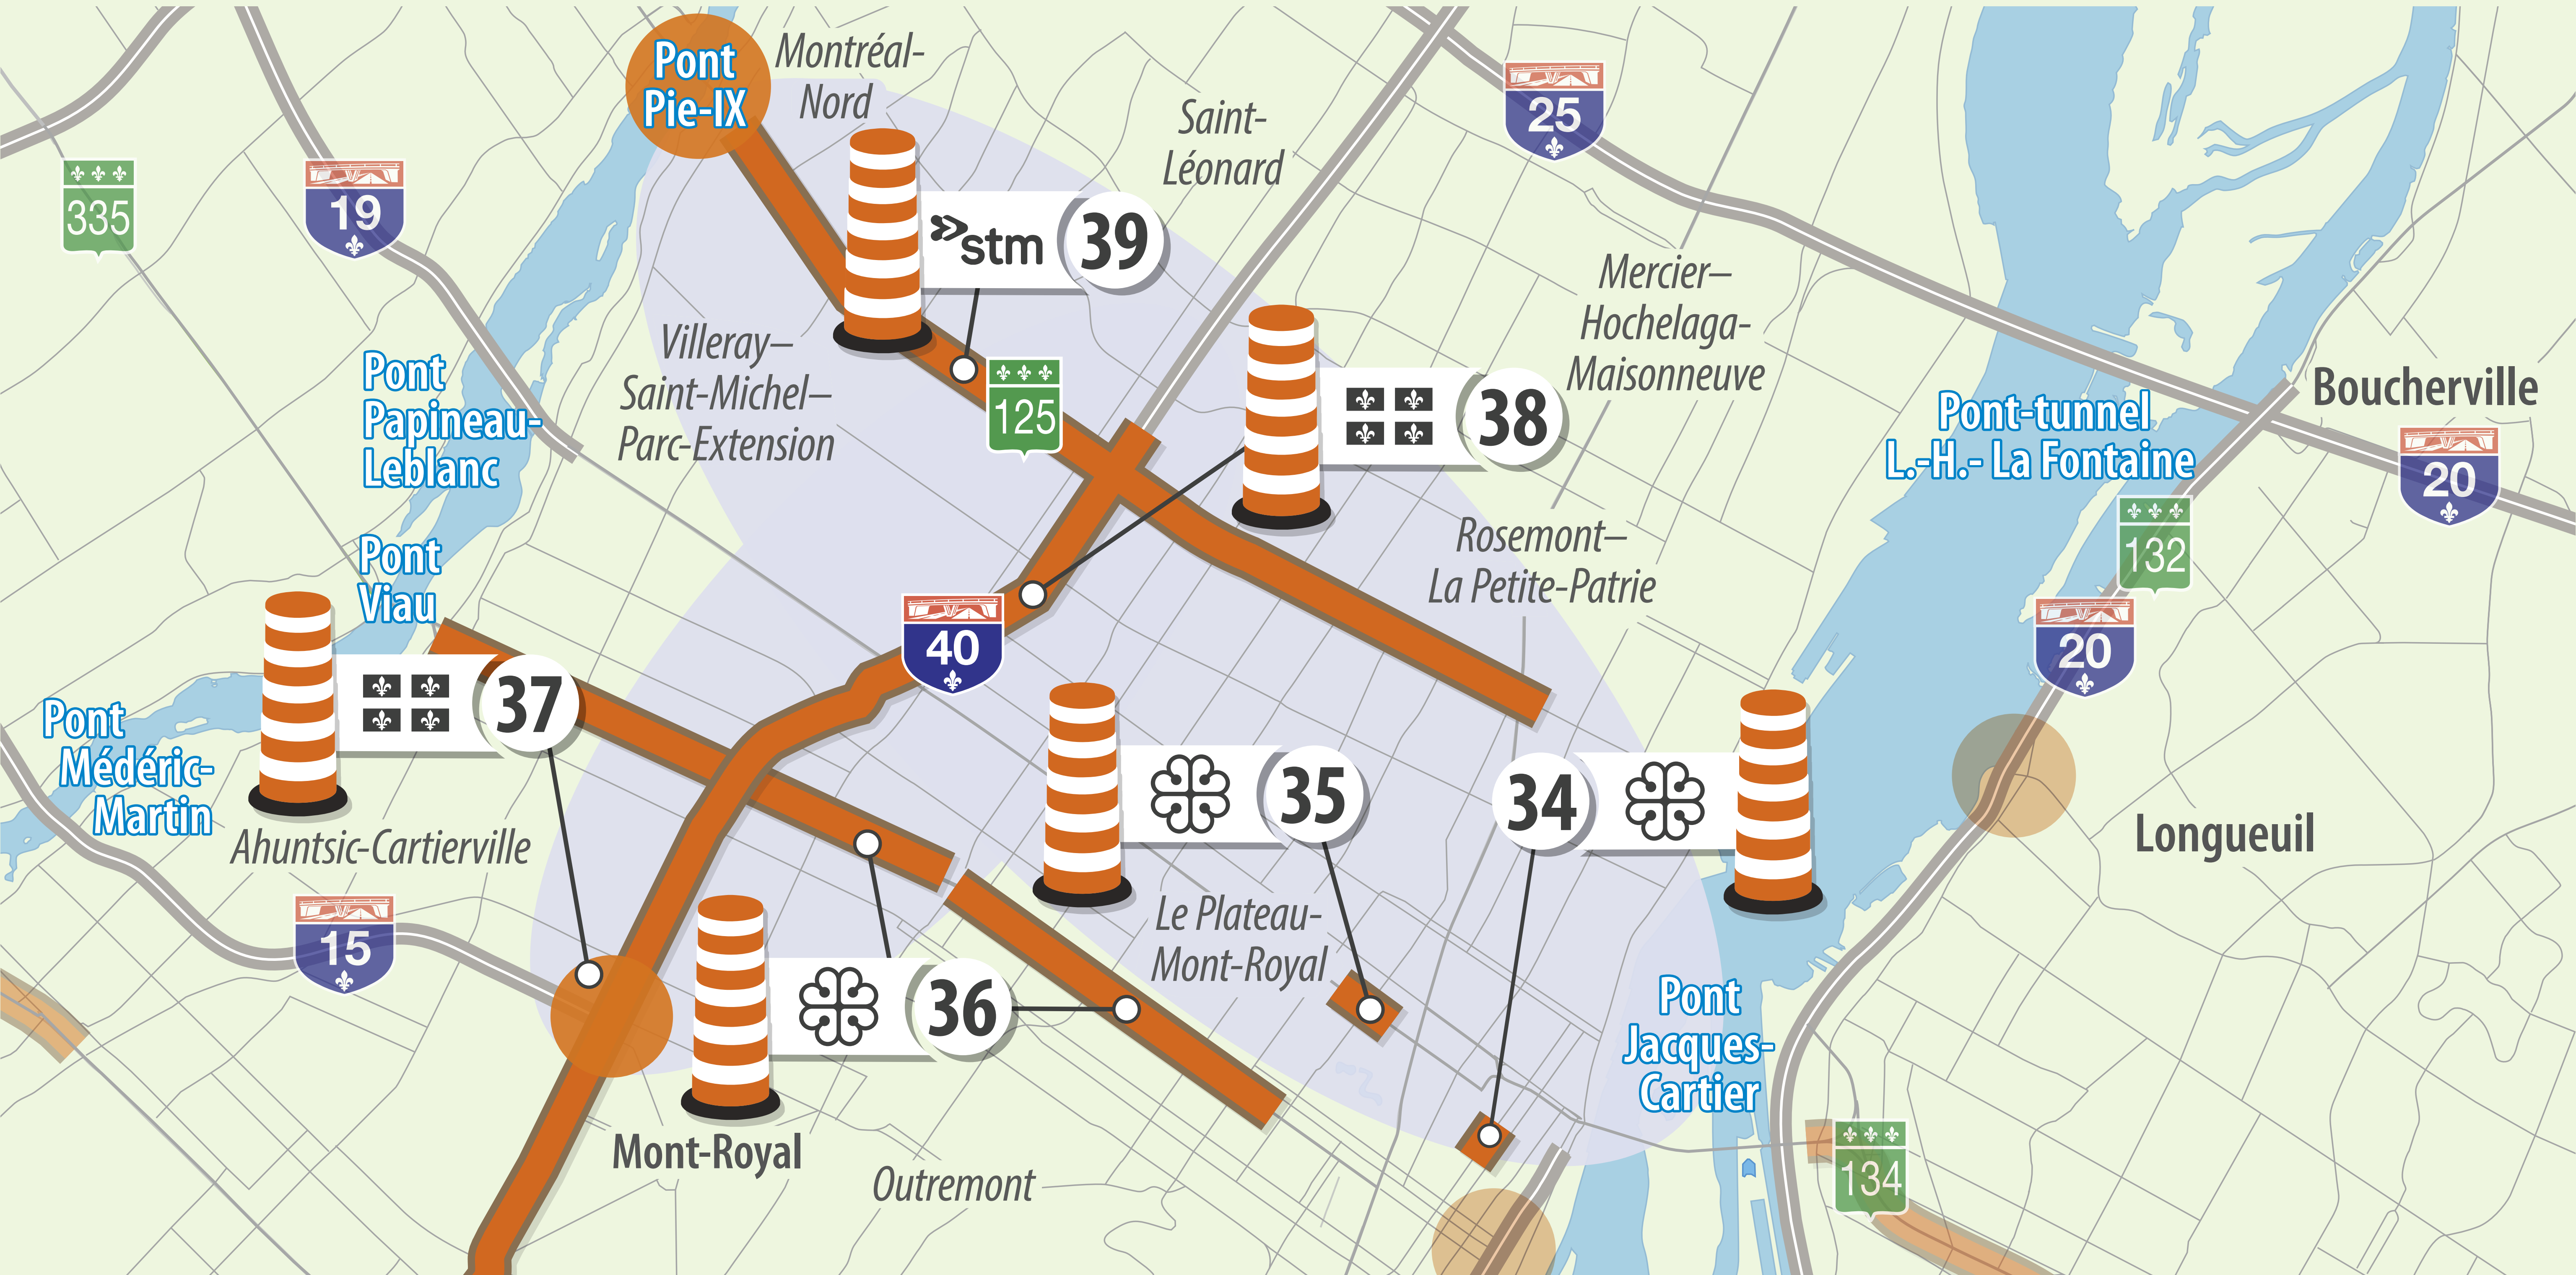 Pont
Pie-IX
Montréal-
Nord
Saint-
Léonard
25
335
19
stm
39
Mercier–
Hochelaga-
Maisonneuve
Villeray–
Saint-Michel–
Parc-Extension
Pont
Papineau-
Leblanc
125
38
Pont-tunnel
L.-H.- La Fontaine
Boucherville
20
132
Rosemont–
La Petite-Patrie
Pont
Viau
40
20
37
Pont
Médéric-
Martin
35
34
Ahuntsic-Cartierville
Longueuil
15
Le Plateau-
Mont-Royal
36
Pont
Jacques-
Cartier
Mont-Royal
Outremont
134